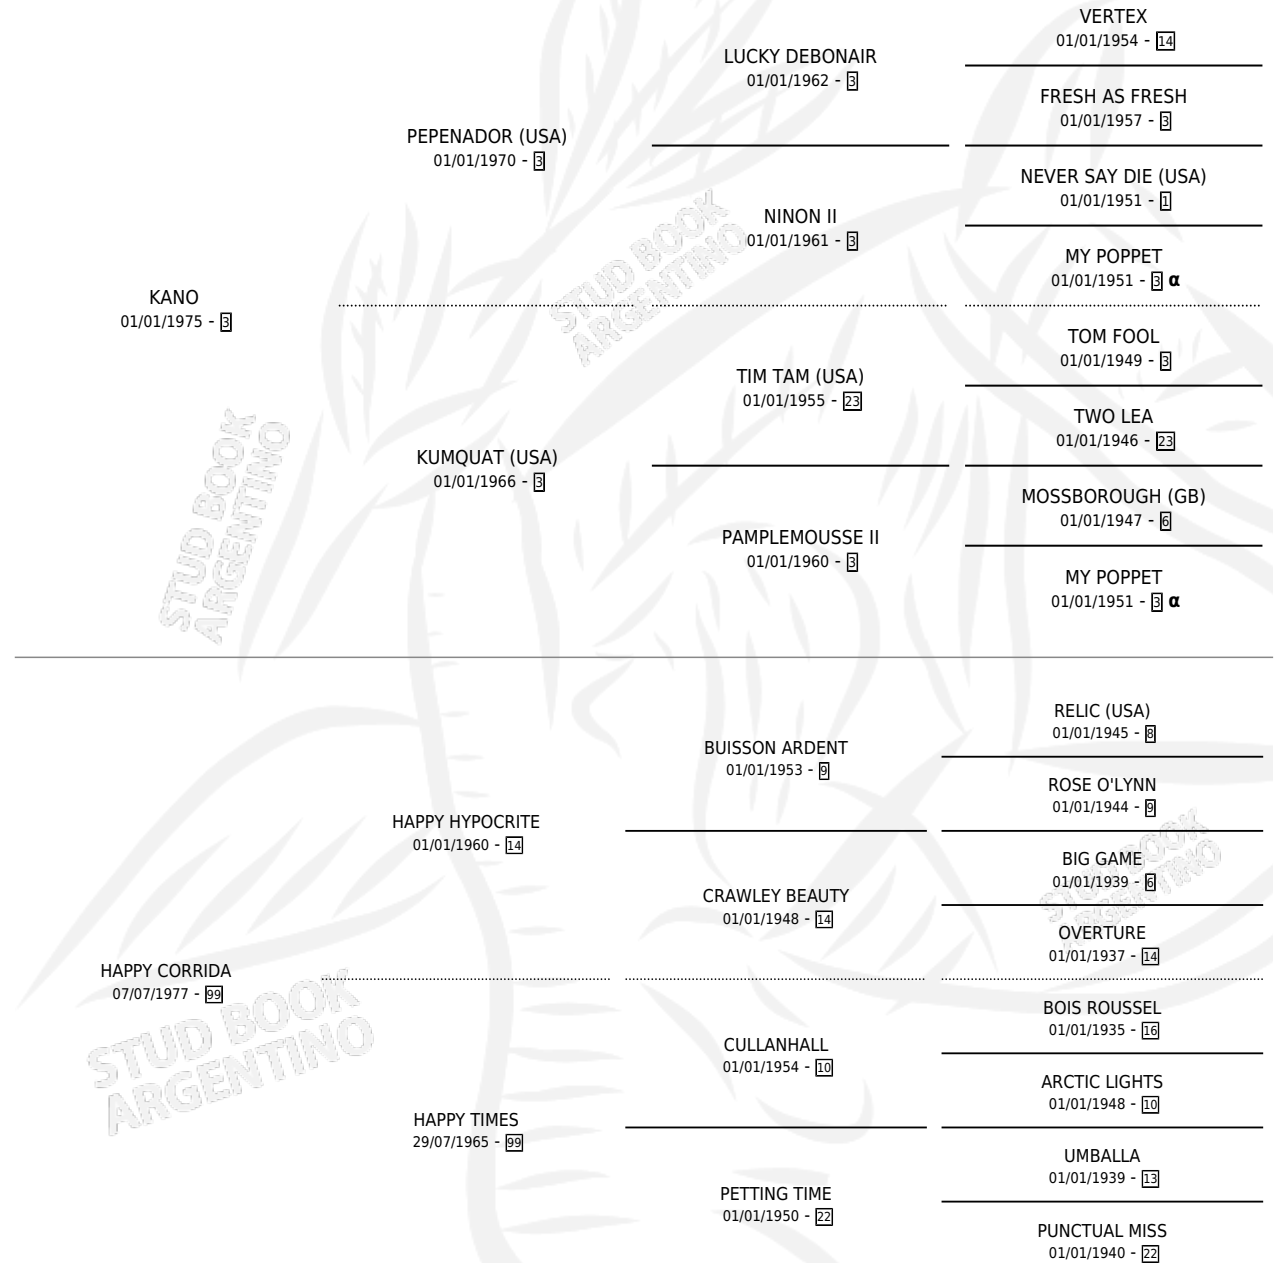 VERTEX
01/01/1954 - 14
LUCKY DEBONAIR
01/01/1962 - 3
FRESH AS FRESH
01/01/1957 - 3
PEPENADOR (USA)
01/01/1970 - 3
NEVER SAY DIE (USA)
01/01/1951 - 1
NINON II
01/01/1961 - 3
MY POPPET
01/01/1951 - 3 α
KANO
01/01/1975 - 3
TOM FOOL
01/01/1949 - 3
TIM TAM (USA)
01/01/1955 - 23
TWO LEA
01/01/1946 - 23
KUMQUAT (USA)
01/01/1966 - 3
MOSSBOROUGH (GB)
01/01/1947 - 6
PAMPLEMOUSSE II
01/01/1960 - 3
MY POPPET
01/01/1951 - 3 α
RELIC (USA)
01/01/1945 - 8
BUISSON ARDENT
01/01/1953 - 9
ROSE O'LYNN
01/01/1944 - 9
HAPPY HYPOCRITE
01/01/1960 - 14
BIG GAME
01/01/1939 - 6
CRAWLEY BEAUTY
01/01/1948 - 14
OVERTURE
01/01/1937 - 14
HAPPY CORRIDA
07/07/1977 - 99
BOIS ROUSSEL
01/01/1935 - 16
CULLANHALL
01/01/1954 - 10
ARCTIC LIGHTS
01/01/1948 - 10
HAPPY TIMES
29/07/1965 - 99
UMBALLA
01/01/1939 - 13
PETTING TIME
01/01/1950 - 22
PUNCTUAL MISS
01/01/1940 - 22
STUD BOOK
ARGENTINO
STUD BOOK
ARGENTINO
STUD BOOK
ARGENTINO
STUD BOOK
ARGENTINO